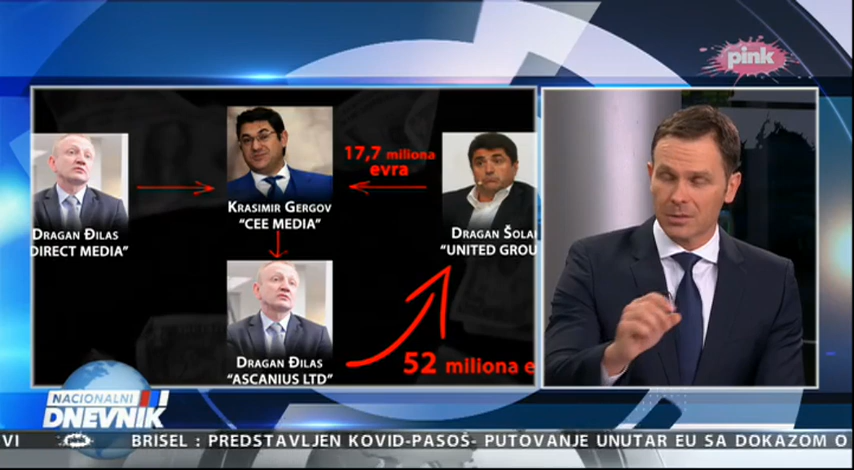 pink
17,7 miliona
evra
KRASIMIR GERGOV
"CEE MEDIA"
DRAGAN ĐILAS
DIRECT MEDIA"
DRAGAN ŠOLA
"UNITED GROU
DRAGAN ĐILAS
"ASCANIUS LTD"
52 miliona e
NACIONALNI
DNEVNIK
VI BRISEL : PREDSTAVLJEN KOVID-PASOŠ- PUTOVANJE UNUTAR EU SA DOKAZOM O